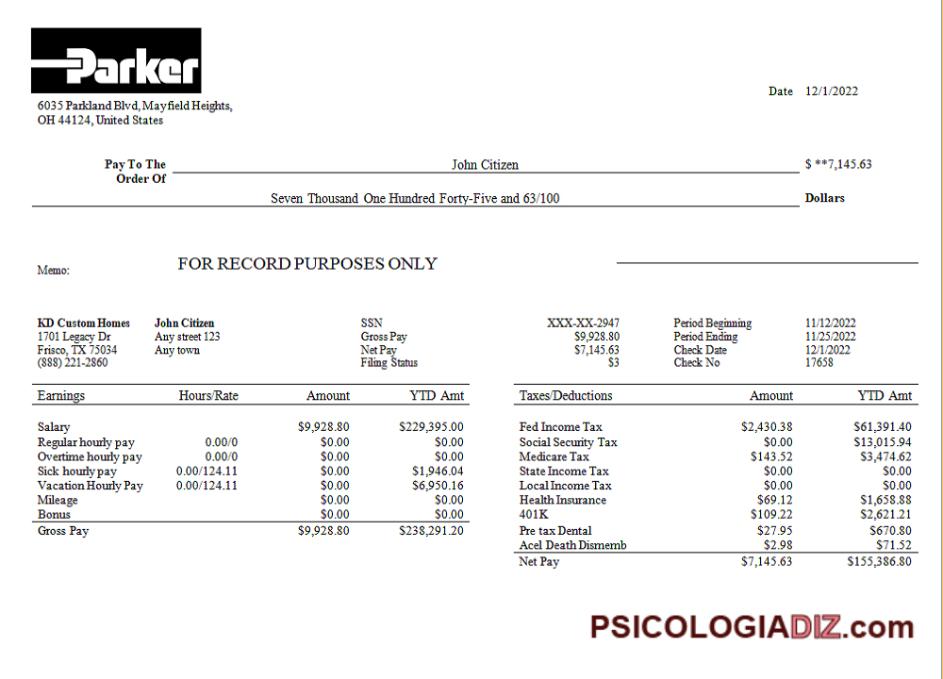 Parker
6035 Parkland Blvd, Mayfield Heights,
OH 44124, United States
Date 12/1/2022
Pay To The Order Of John Citizen $ **7,145.63
Seven Thousand One Hundred Forty-Five and 63/100 Dollars
Memo: FOR RECORD PURPOSES ONLY
KD Custom Homes John Citizen SSN XXX-XX-2947 Period Beginning 11/12/2022
1701 Legacy Dr Any street 123 Gross Pay $9,928.80 Period Ending 11/25/2022
Frisco, TX 75034 Any town Net Pay $7,145.63 Check Date 12/1/2022
(888) 221-2860 Filing Status $3 Check No 17658
Earnings Hours/Rate Amount YTD Amt Taxes/Deductions Amount YTD Amt
Salary $9,928.80 $229,395.00 Fed Income Tax $2,430.38 $61,391.40
Regular hourly pay 0.00/0 $0.00 $0.00 Social Security Tax $0.00 $13,015.94
Overtime hourly pay 0.00/0 $0.00 $0.00 Medicare Tax $143.52 $3,474.62
Sick hourly pay 0.00/124.11 $0.00 $1,946.04 State Income Tax $0.00 $0.00
Vacation Hourly Pay 0.00/124.11 $0.00 $6,950.16 Local Income Tax $0.00 $0.00
Mileage $0.00 $0.00 Health Insurance $69.12 $1,658.88
Bonus $0.00 $0.00 401K $109.22 $2,621.21
Gross Pay $9,928.80 $238,291.20 Pre tax Dental $27.95 $670.80
Acel Death Dismemb $2.98 $71.52
Net Pay $7,145.63 $155,386.80
PSICOLOGIADIZ.com